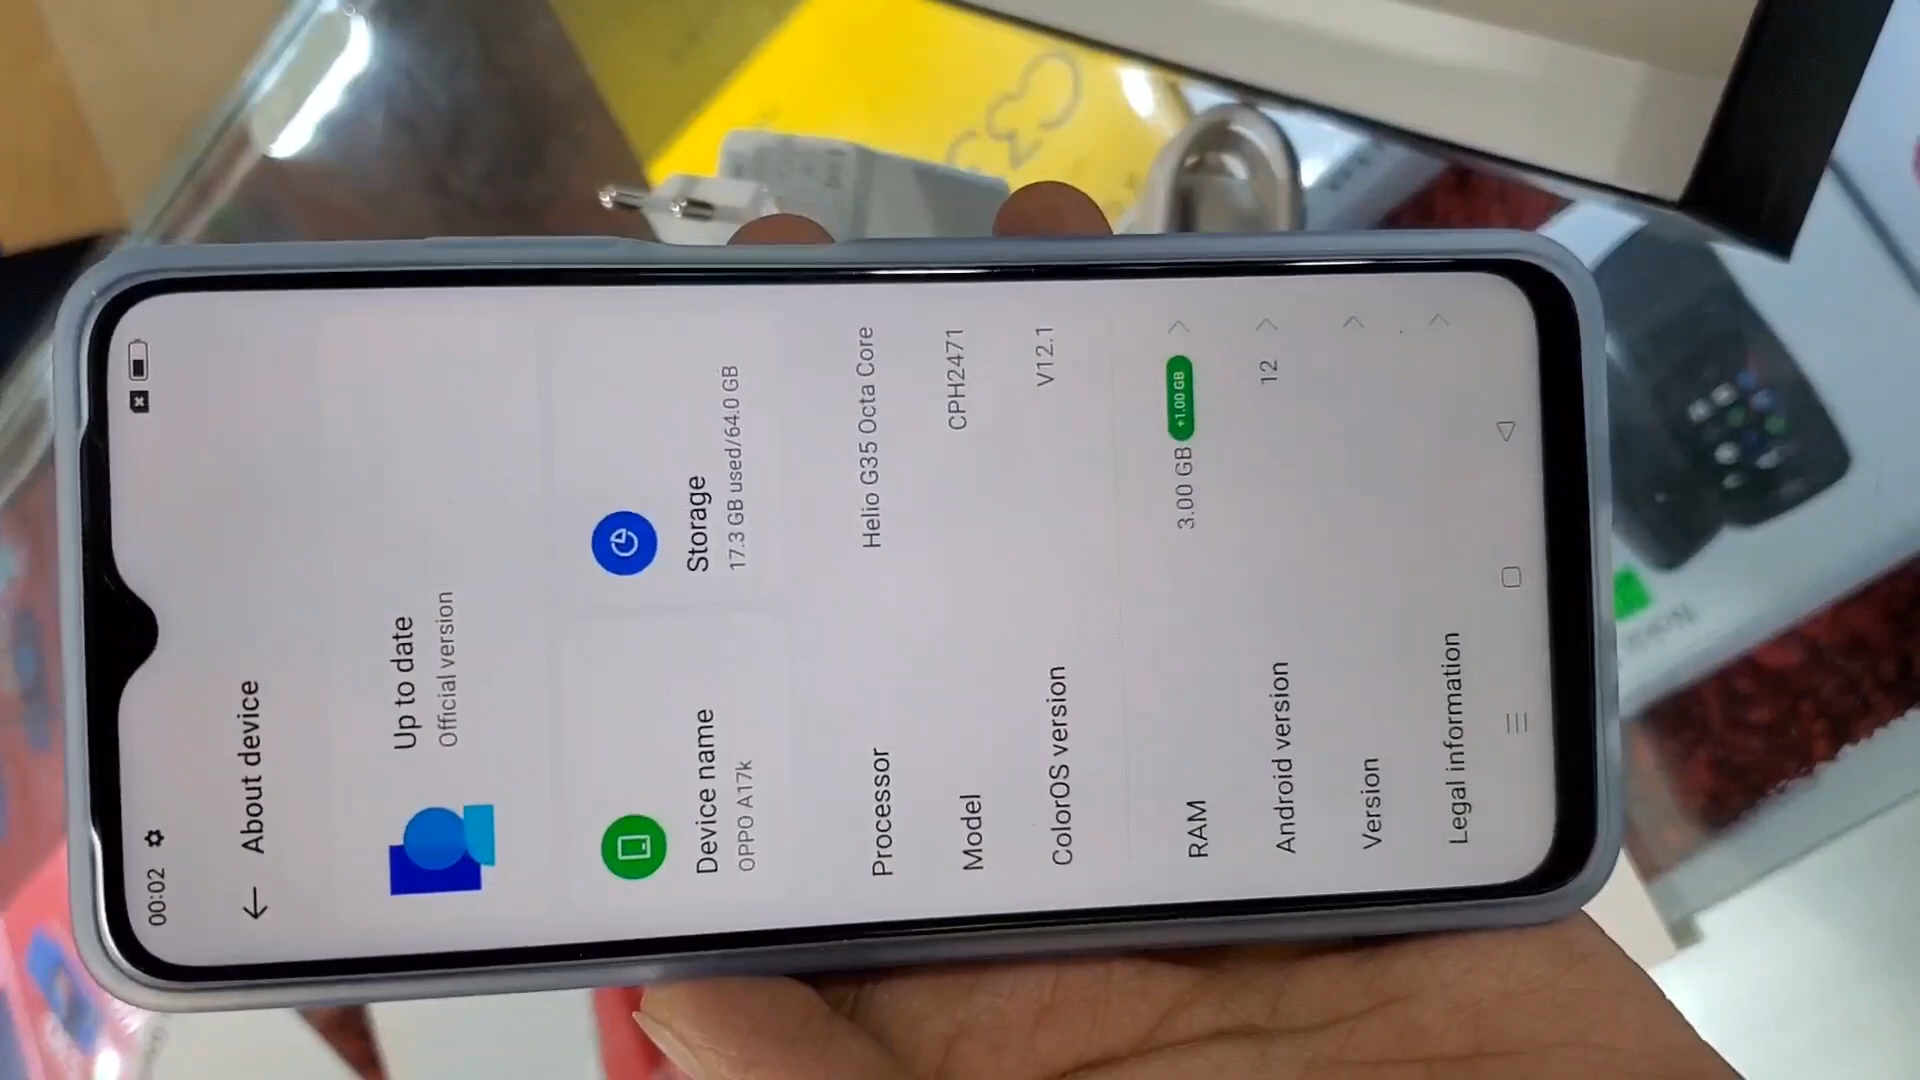 00:02
About device
Up to date
Official version
Device name
OPPO A17k
Storage
17.3 GB used/64.0 GB
Processor Helio G35 Octa Core
Model CPH2471
ColorOS version V12.1
RAM 3.00 GB +1.00 GB
Android version 12
Version
Legal information
C33